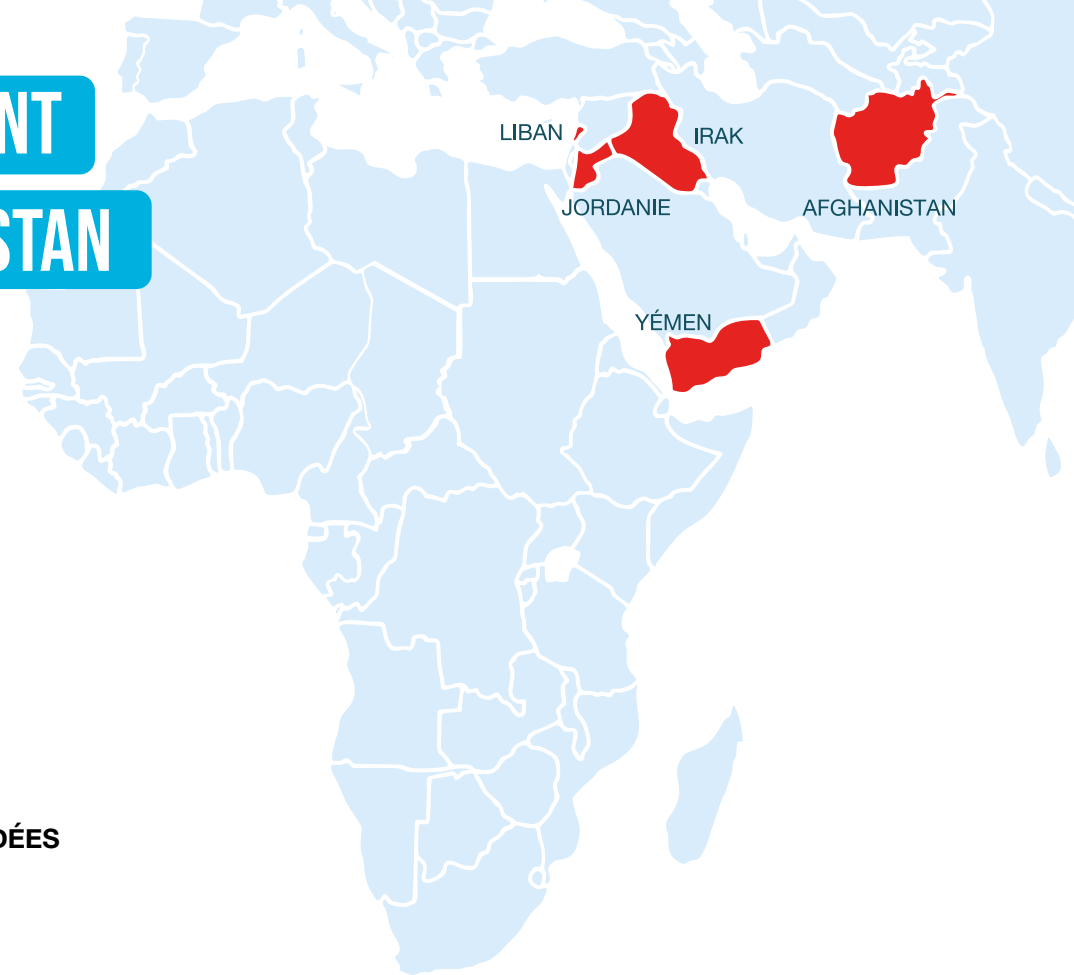 NT
STAN
LIBAN
IRAK
JORDANIE
AFGHANISTAN
YÉMEN
DÉES